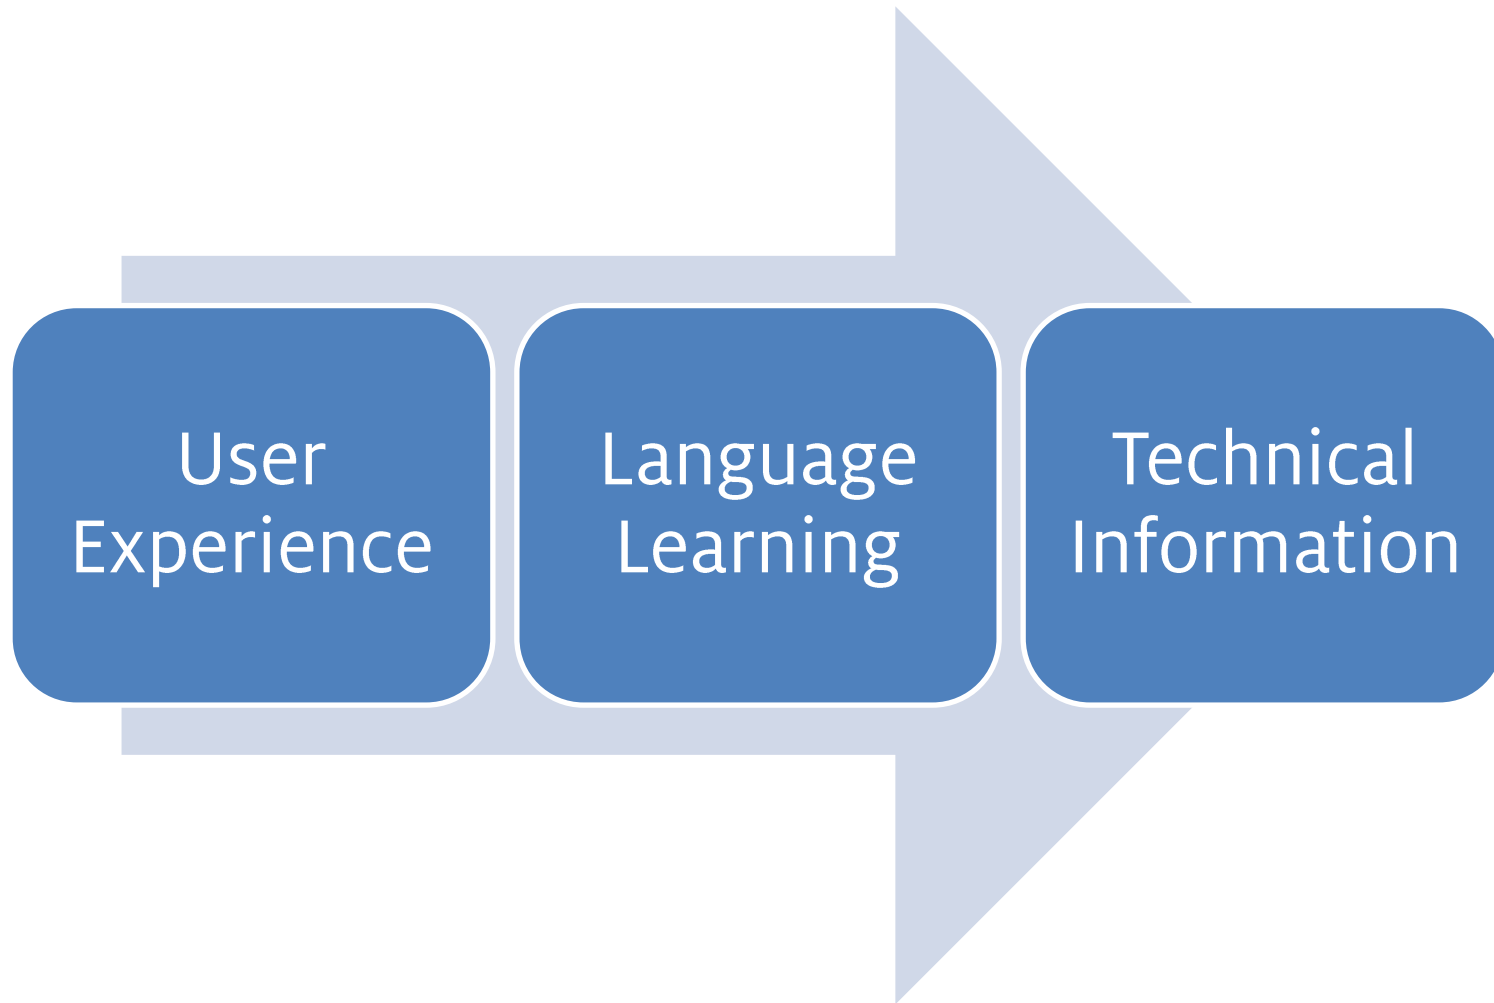 User
Experience
Language
Learning
Technical
Information